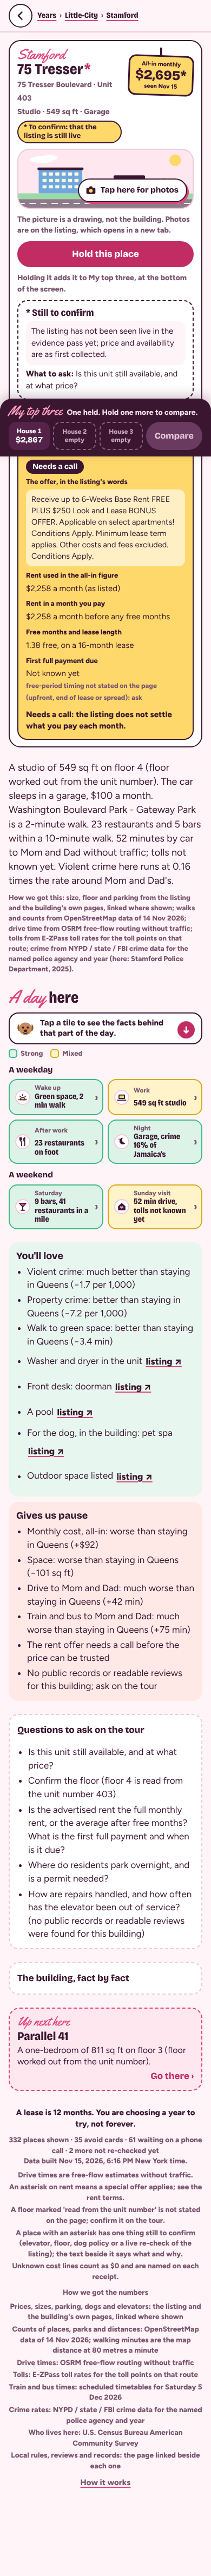 Years › Little-City › Stamford
Stamford
75 Tresser*
75 Tresser Boulevard · Unit
403
Studio · 549 sq ft · Garage
* To confirm: that the
listing is still live
All-in monthly
$2,695*
seen Nov 15
Tap here for photos
The picture is a drawing, not the building. Photos
are on the listing, which opens in a new tab.
Hold this place
Holding it adds it to My top three, at the bottom
of the screen.
* Still to confirm
The listing has not been seen live in the
evidence pass yet; price and availability
are as first collected.
What to ask: Is this unit still available, and
at what price?
My top three One held. Hold one more to compare.
House 1
$2,867
House 2
empty
House 3
empty
Compare
Needs a call
The offer, in the listing's words
Receive up to 6-Weeks Base Rent FREE
PLUS $250 Look and Lease BONUS
OFFER. Applicable on select apartments!
Conditions Apply. Minimum lease term
applies. Other costs and fees excluded.
Conditions Apply.
Rent used in the all-in figure
$2,258 a month (as listed)
Rent in a month you pay
$2,258 a month before any free months
Free months and lease length
1.38 free, on a 16-month lease
First full payment due
Not known yet
free-period timing not stated on the page
(upfront, end of lease or spread): ask
Needs a call: the listing does not settle
what you pay each month.
A studio of 549 sq ft on floor 4 (floor
worked out from the unit number). The car
sleeps in a garage, $100 a month.
Washington Boulevard Park - Gateway Park
is a 2-minute walk. 23 restaurants and 5 bars
within a 10-minute walk. 52 minutes by car
to Mom and Dad without traffic; tolls not
known yet. Violent crime here runs at 0.16
times the rate around Mom and Dad's.
How we got this: size, floor and parking from the listing
and the building's own pages, linked where shown; walks
and counts from OpenStreetMap data of 14 Nov 2026;
drive time from OSRM free-flow routing without traffic;
tolls from E-ZPass toll rates for the toll points on that
route; crime from NYPD / state / FBI crime data for the
named police agency and year (here: Stamford Police
Department, 2025).
A day here
Tap a tile to see the facts behind
that part of the day.
Strong Mixed
A weekday
Wake up
Green space, 2
min walk
Work
549 sq ft studio
After work
23 restaurants
on foot
Night
Garage, crime
16% of
Jamaica's
A weekend
Saturday
9 bars, 41
restaurants in a
mile
Sunday visit
52 min drive,
tolls not known
yet
You'll love
• Violent crime: much better than staying
in Queens (−1.7 per 1,000)
• Property crime: better than staying in
Queens (−7.2 per 1,000)
• Walk to green space: better than staying
in Queens (−3.4 min)
• Washer and dryer in the unit listing ↗
• Front desk: doorman listing ↗
• A pool listing ↗
• For the dog, in the building: pet spa
listing ↗
• Outdoor space listed listing ↗
Gives us pause
• Monthly cost, all-in: worse than staying
in Queens (+$92)
• Space: worse than staying in Queens
(−101 sq ft)
• Drive to Mom and Dad: much worse than
staying in Queens (+42 min)
• Train and bus to Mom and Dad: much
worse than staying in Queens (+75 min)
• The rent offer needs a call before the
price can be trusted
• No public records or readable reviews
for this building; ask on the tour
Questions to ask on the tour
• Is this unit still available, and at what
price?
• Confirm the floor (floor 4 is read from
the unit number 403)
• Is the advertised rent the full monthly
rent, or the average after free months?
What is the first full payment and when
is it due?
• Where do residents park overnight, and
is a permit needed?
• How are repairs handled, and how often
has the elevator been out of service?
(no public records or readable reviews
were found for this building)
The building, fact by fact
Up next here
Parallel 41
A one-bedroom of 811 sq ft on floor 3 (floor
worked out from the unit number).
Go there ›
A lease is 12 months. You are choosing a year to
try, not forever.
332 places shown · 35 avoid cards · 61 waiting on a phone
call · 2 more not re-checked yet
Data built Nov 15, 2026, 6:16 PM New York time.
Drive times are free-flow estimates without traffic.
An asterisk on rent means a special offer applies; see the
rent terms.
A floor marked 'read from the unit number' is not stated
on the page; confirm it on the tour.
A place with an asterisk has one thing still to confirm
(elevator, floor, dog policy or a live re-check of the
listing); the text beside it says what and why.
Unknown cost lines count as $0 and are named on each
receipt.
How we got the numbers
Prices, sizes, parking, dogs and elevators: the listing and
the building's own pages, linked where shown
Counts of places, parks and distances: OpenStreetMap
data of 14 Nov 2026; walking minutes are the map
distance at 80 metres a minute
Drive times: OSRM free-flow routing without traffic
Tolls: E-ZPass toll rates for the toll points on that route
Train and bus times: scheduled timetables for Saturday 5
Dec 2026
Crime rates: NYPD / state / FBI crime data for the named
police agency and year
Who lives here: U.S. Census Bureau American
Community Survey
Local rules, reviews and records: the page linked beside
each one
How it works